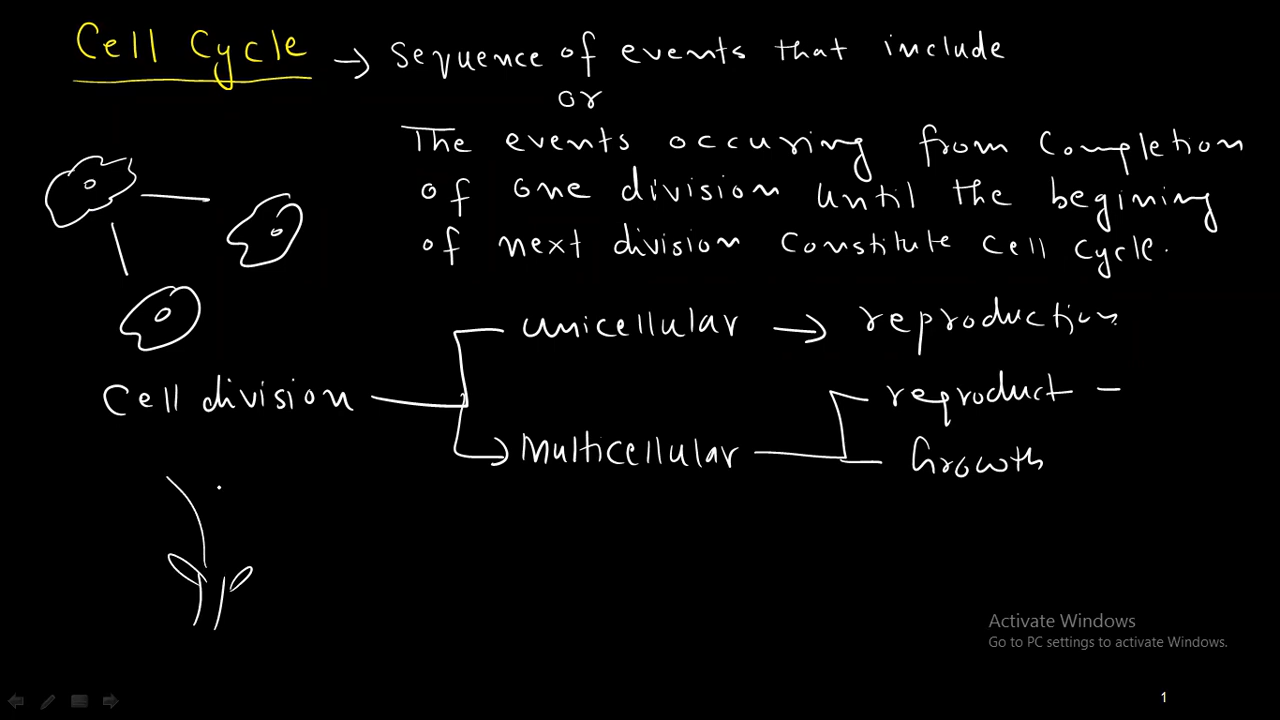 Cell Cycle → Sequence of events that include
or
The events occuring from Completion
of one division until the begining
of next division Constitute Cell Cycle.
Unicellular → reproduction
Cell division
reproduct -
Multicellular
Growth
Activate Windows
Go to PC settings to activate Windows.
1